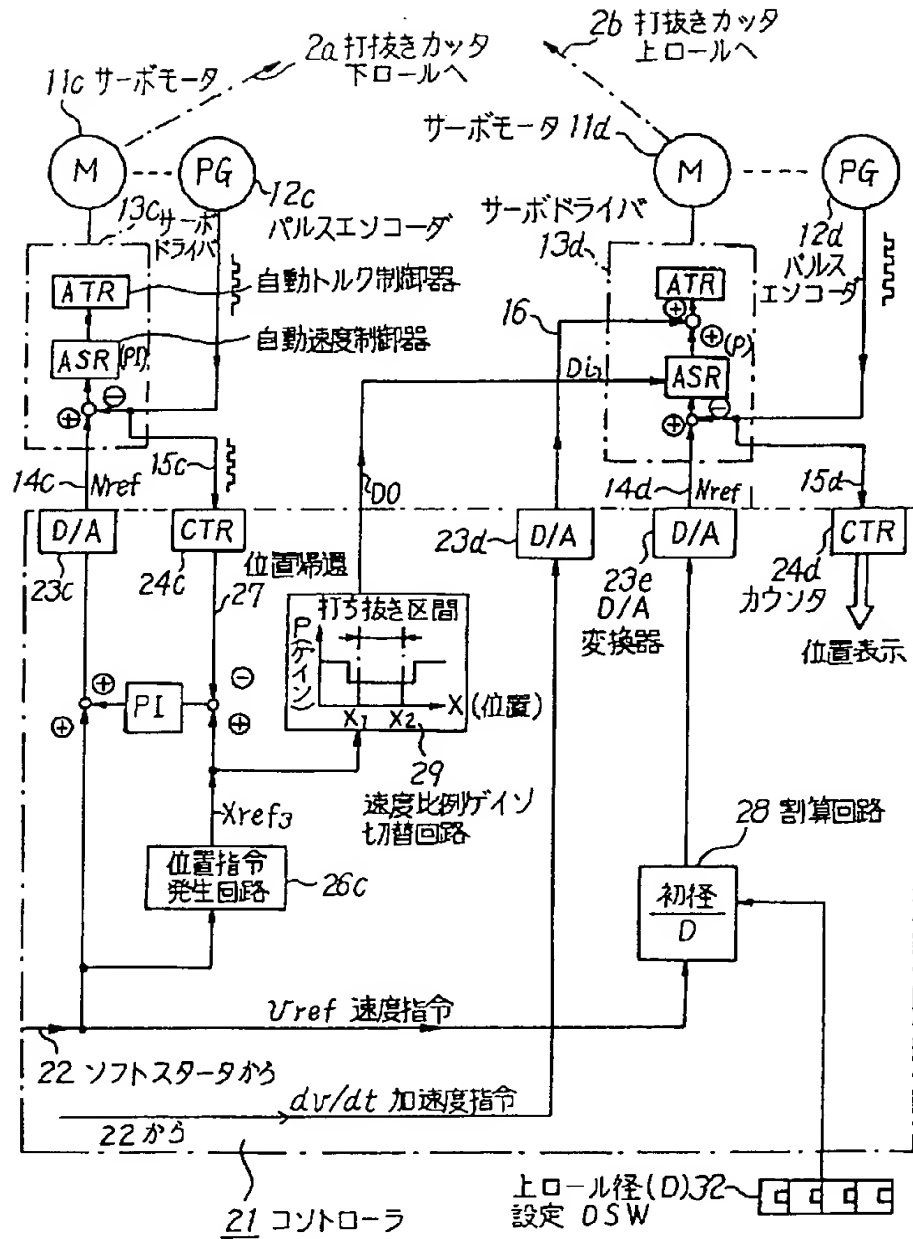 2a 打抜きカッタ
下ロールへ
2b 打抜きカッタ
上ロールへ
11c サーボモータ
サーボモータ 11d
M
PG
M
PG
13c サーボ
ドライバ
12c
パルスエンコーダ
サーボドライバ
13d
12d
パルス
エンコーダ
ATR
自動トルク制御器
16
ATR
⊕
⊕
(P)
ASR
(PI)
自動速度制御器
Di2
ASR
⊕
⊖
⊕
⊖
14c
Nref
15c
DO
14d
Nref
15d
D/A
CTR
D/A
D/A
CTR
23c
24c
位置帰還
27
23d
23e
D/A
変換器
24d
カウンタ
位置表示
打ち抜き区間
P
(ゲイン)
X1
X2
X (位置)
⊕
PI
⊖
⊕
⊕
29
速度比例ゲイン
切替回路
Xref3
28 割算回路
位置指令
発生回路
26c
初径
D
Vref 速度指令
22 ソフトスタータから
dv/dt 加速度指令
22から
21 コントローラ
上ロール径(D)32
設定 DSW